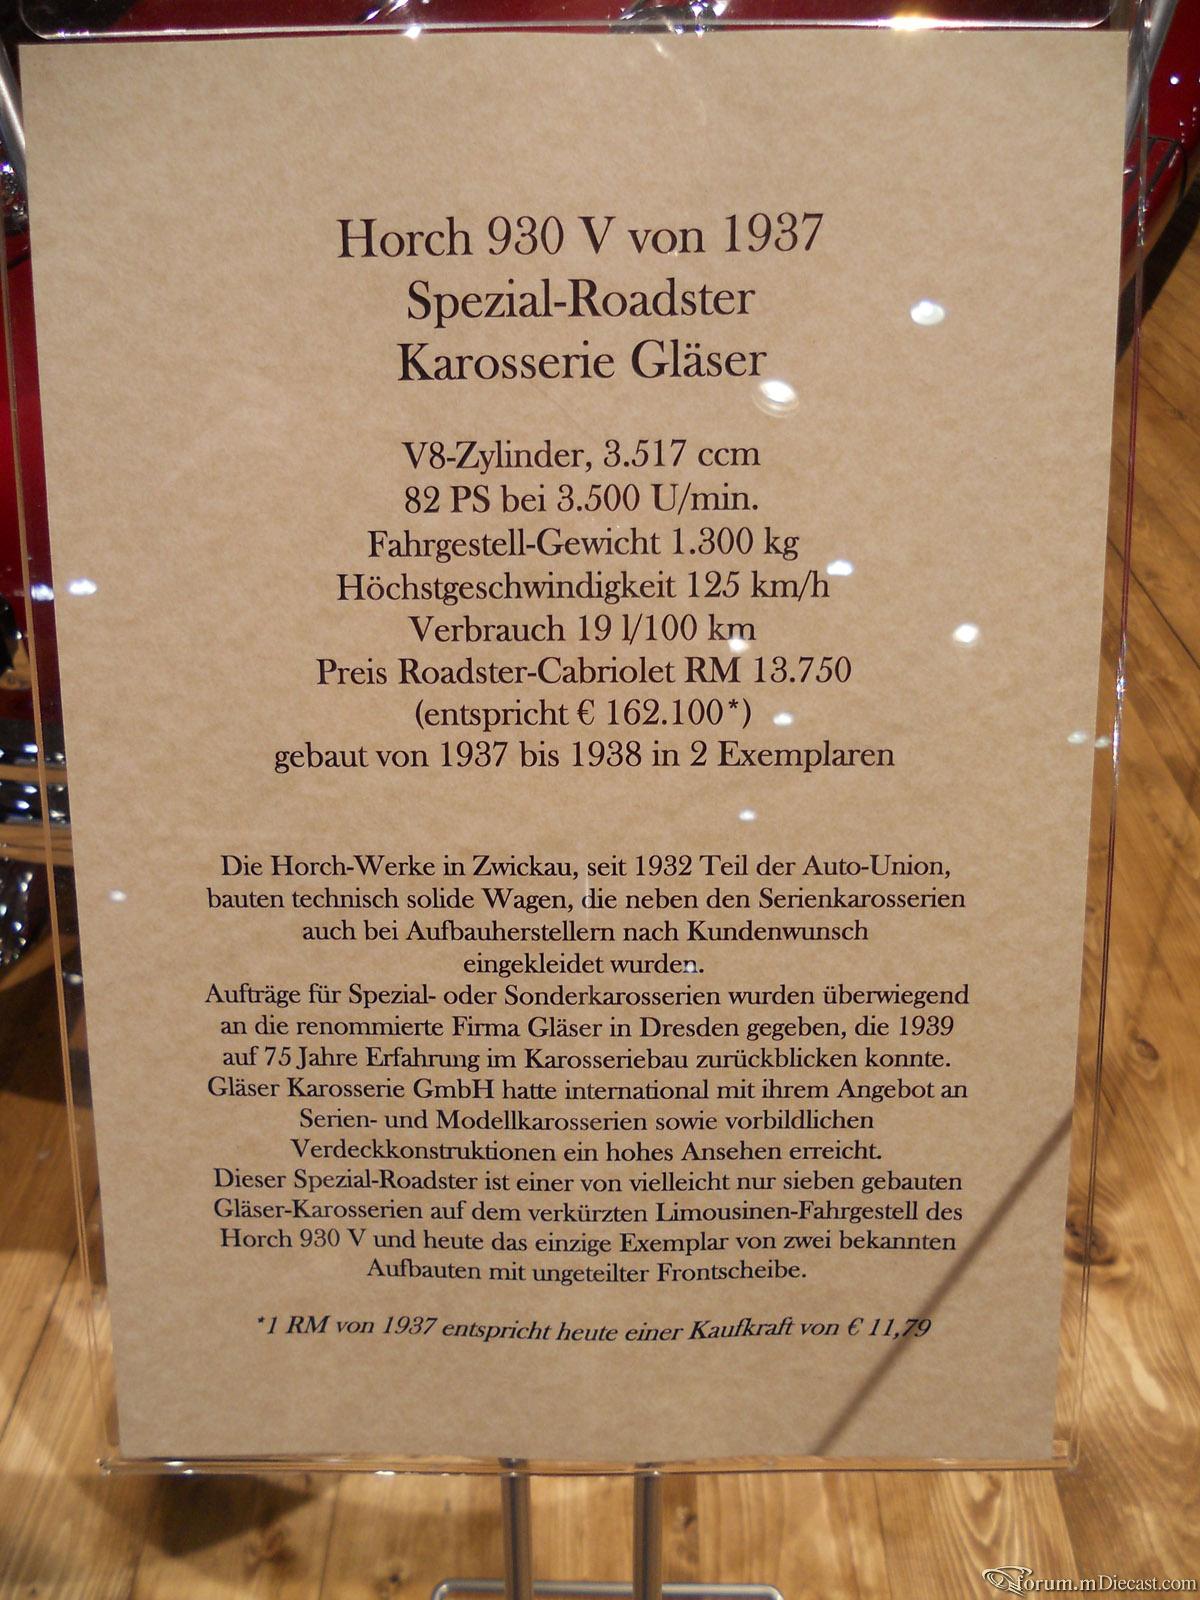 Horch 930 V von 1937
Spezial-Roadster
Karosserie Gläser
V8-Zylinder, 3.517 ccm
82 PS bei 3.500 U/min.
Fahrgestell-Gewicht 1.300 kg
Höchstgeschwindigkeit 125 km/h
Verbrauch 19 l/100 km
Preis Roadster-Cabriolet RM 13.750
(entspricht € 162.100*)
gebaut von 1937 bis 1938 in 2 Exemplaren
Die Horch-Werke in Zwickau, seit 1932 Teil der Auto-Union,
bauten technisch solide Wagen, die neben den Serienkarosserien
auch bei Aufbauherstellern nach Kundenwunsch
eingekleidet wurden.
Aufträge für Spezial- oder Sonderkarosserien wurden überwiegend
an die renommierte Firma Gläser in Dresden gegeben, die 1939
auf 75 Jahre Erfahrung im Karosseriebau zurückblicken konnte.
Gläser Karosserie GmbH hatte international mit ihrem Angebot an
Serien- und Modellkarosserien sowie vorbildlichen
Verdeckkonstruktionen ein hohes Ansehen erreicht.
Dieser Spezial-Roadster ist einer von vielleicht nur sieben gebauten
Gläser-Karosserien auf dem verkürzten Limousinen-Fahrgestell des
Horch 930 V und heute das einzige Exemplar von zwei bekannten
Aufbauten mit ungeteilter Frontscheibe.
*1 RM von 1937 entspricht heute einer Kaufkraft von € 11,79
forum.mDiecast.com